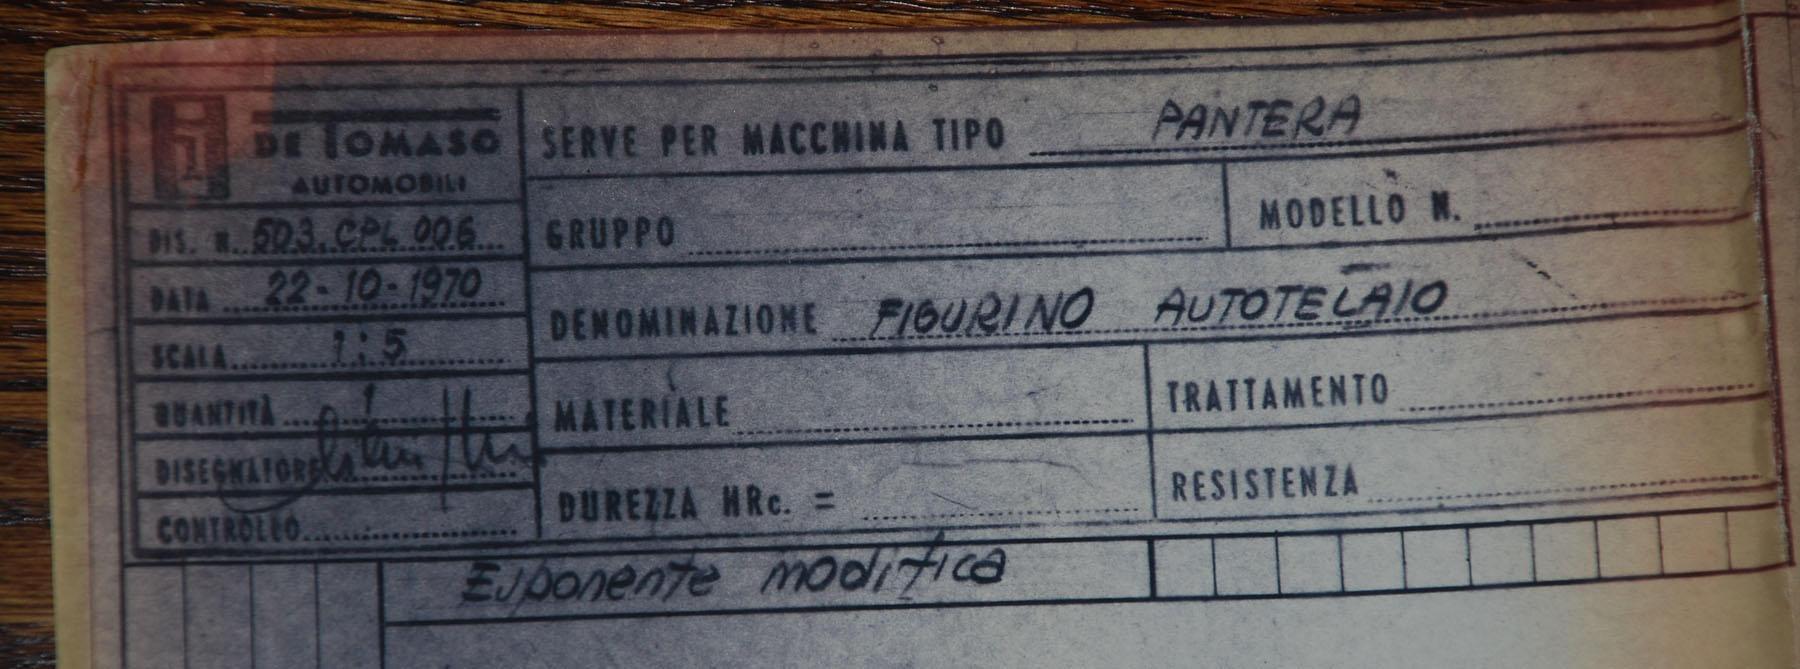 DE TOMASO
AUTOMOBILI
DIS. N. 503.CPL 006
DATA 22-10-1970
SCALA 1:5
QUANTITÀ 1
DISEGNATORE
CONTROLLO
SERVE PER MACCHINA TIPO PANTERA
GRUPPO
MODELLO N.
DENOMINAZIONE FIGURINO AUTOTELAIO
MATERIALE
TRATTAMENTO
DUREZZA HRc. =
RESISTENZA
Esponente modifica